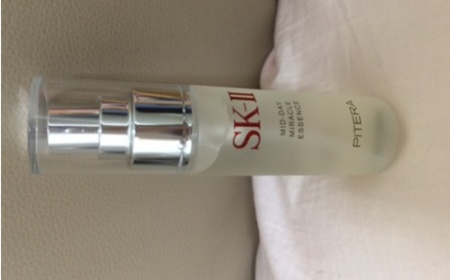 SK-II
MID-DAY
MIRACLE
ESSENCE
PITERA